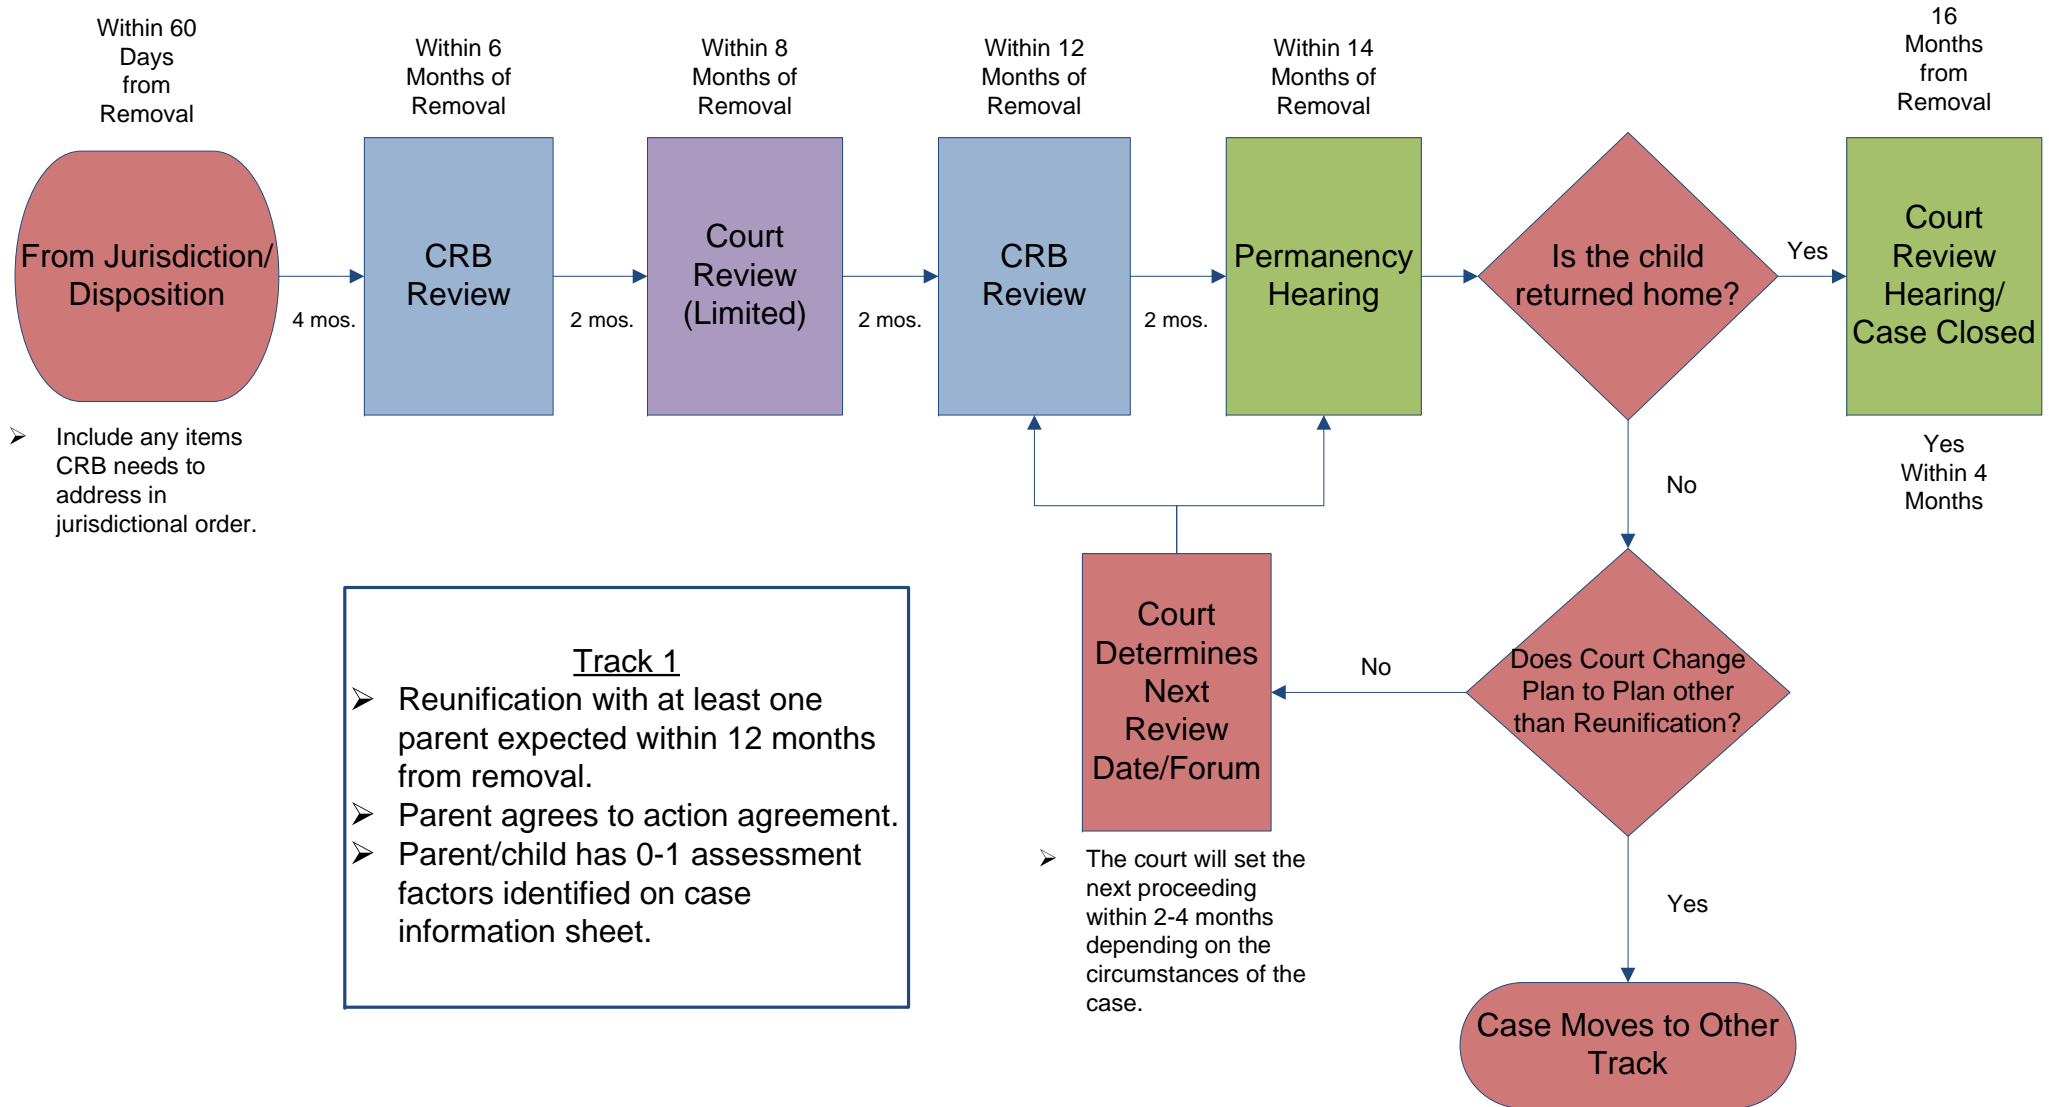 Within 60
Days
from
Removal
Within 6
Months of
Removal
Within 8
Months of
Removal
Within 12
Months of
Removal
Within 14
Months of
Removal
16
Months
from
Removal
From Jurisdiction/
Disposition
4 mos.
CRB
Review
2 mos.
Court
Review
(Limited)
2 mos.
CRB
Review
2 mos.
Permanency
Hearing
Is the child
returned home?
Yes
Court
Review
Hearing/
Case Closed
Yes
Within 4
Months
➢ Include any items
CRB needs to
address in
jurisdictional order.
No
Does Court Change
Plan to Plan other
than Reunification?
No
Court
Determines
Next
Review
Date/Forum
➢ The court will set the
next proceeding
within 2-4 months
depending on the
circumstances of the
case.
Yes
Case Moves to Other
Track
Track 1
➢ Reunification with at least one
parent expected within 12 months
from removal.
➢ Parent agrees to action agreement.
➢ Parent/child has 0-1 assessment
factors identified on case
information sheet.